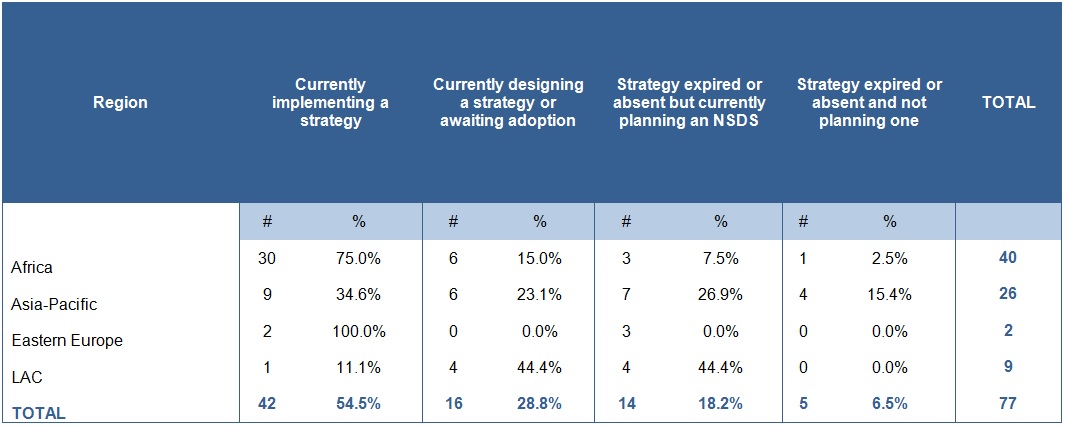 Region | Currently implementing a strategy | Currently designing a strategy or awaiting adoption | Strategy expired or absent but currently planning an NSDS | Strategy expired or absent and not planning one | TOTAL
# % # % # % # %
Africa 30 75.0% 6 15.0% 3 7.5% 1 2.5% 40
Asia-Pacific 9 34.6% 6 23.1% 7 26.9% 4 15.4% 26
Eastern Europe 2 100.0% 0 0.0% 3 0.0% 0 0.0% 2
LAC 1 11.1% 4 44.4% 4 44.4% 0 0.0% 9
TOTAL 42 54.5% 16 28.8% 14 18.2% 5 6.5% 77